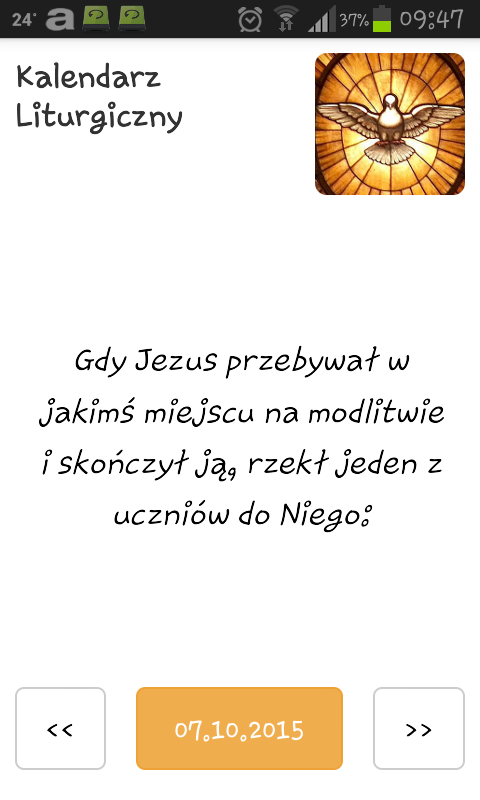 24° a 37% 09:47
Kalendarz
Liturgiczny
Gdy Jezus przebywał w
jakimś miejscu na modlitwie
i skończył ją, rzekł jeden z
uczniów do Niego:
<< 07.10.2015 >>